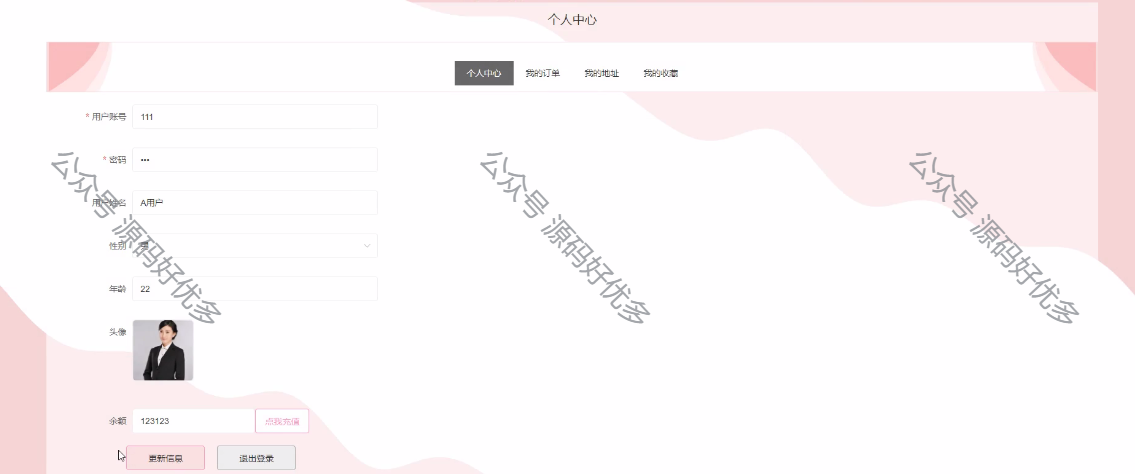 个人中心
个人中心 我的订单 我的地址 我的收藏
* 用户账号 111
* 密码 •••
用户姓名 A用户
性别 男
年龄 22
头像
余额 123123 点我充值
更新信息 退出登录
公众号 源码好优多
公众号 源码好优多
公众号 源码好优多